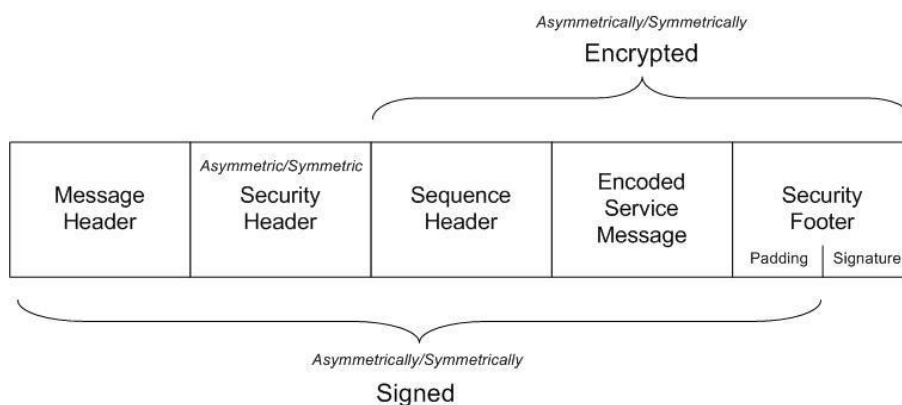 Asymmetrically/Symmetrically
Encrypted
Message
Header
Asymmetric/Symmetric
Security
Header
Sequence
Header
Encoded
Service
Message
Security
Footer
Padding
Signature
Asymmetrically/Symmetrically
Signed